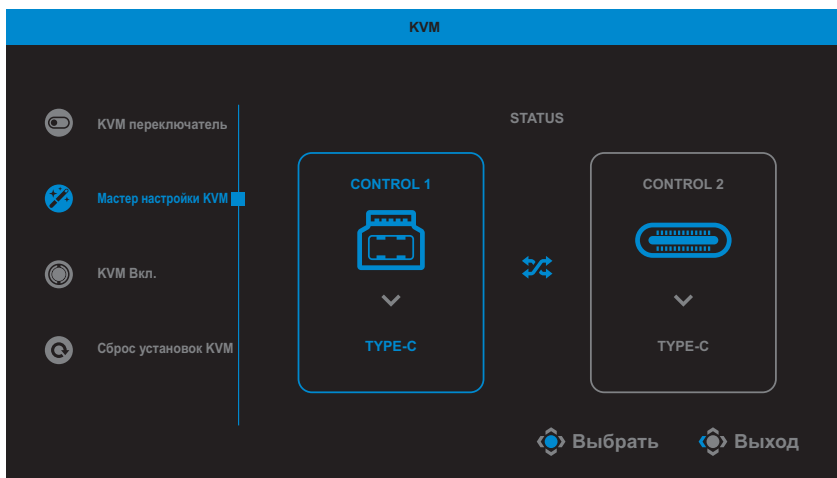 KVM
KVM переключатель
Мастер настройки KVM
KVM Вкл.
Сброс установок KVM
STATUS
CONTROL 1
TYPE-C
CONTROL 2
TYPE-C
Выбрать
Выход